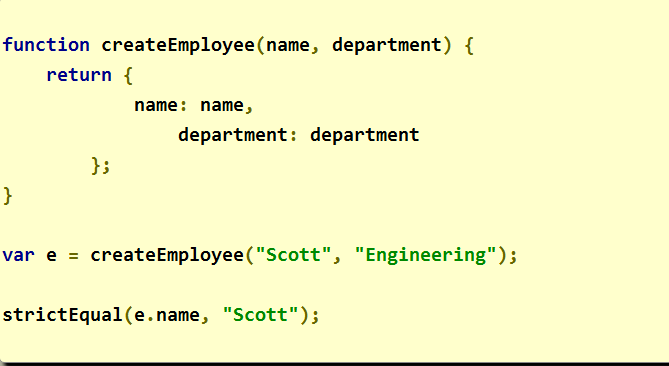 function createEmployee(name, department) {
    return {
            name: name,
                department: department
        };
}
var e = createEmployee("Scott", "Engineering");
strictEqual(e.name, "Scott");